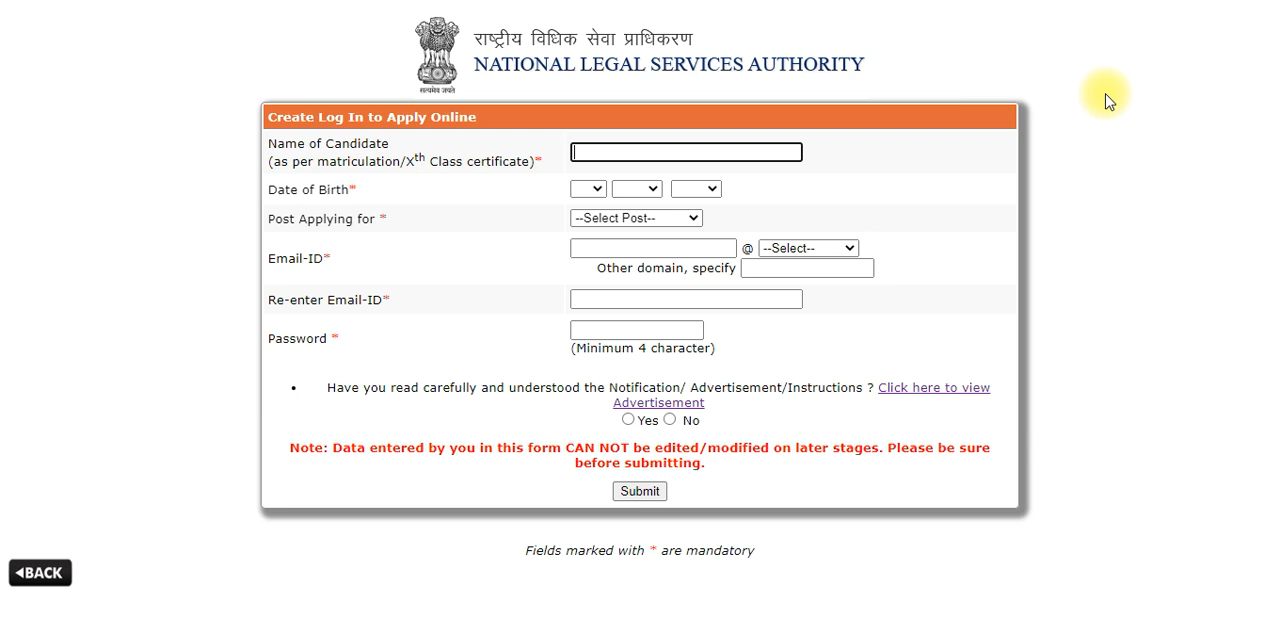 राष्ट्रीय विधिक सेवा प्राधिकरण
NATIONAL LEGAL SERVICES AUTHORITY
सत्यमेव जयते
Create Log In to Apply Online
Name of Candidate
(as per matriculation/Xth Class certificate)*
Date of Birth*
Post Applying for *
--Select Post--
Email-ID*
@ --Select--
Other domain, specify
Re-enter Email-ID*
Password *
(Minimum 4 character)
• Have you read carefully and understood the Notification/ Advertisement/Instructions ? Click here to view
Advertisement
Yes No
Note: Data entered by you in this form CAN NOT be edited/modified on later stages. Please be sure
before submitting.
Submit
Fields marked with * are mandatory
BACK